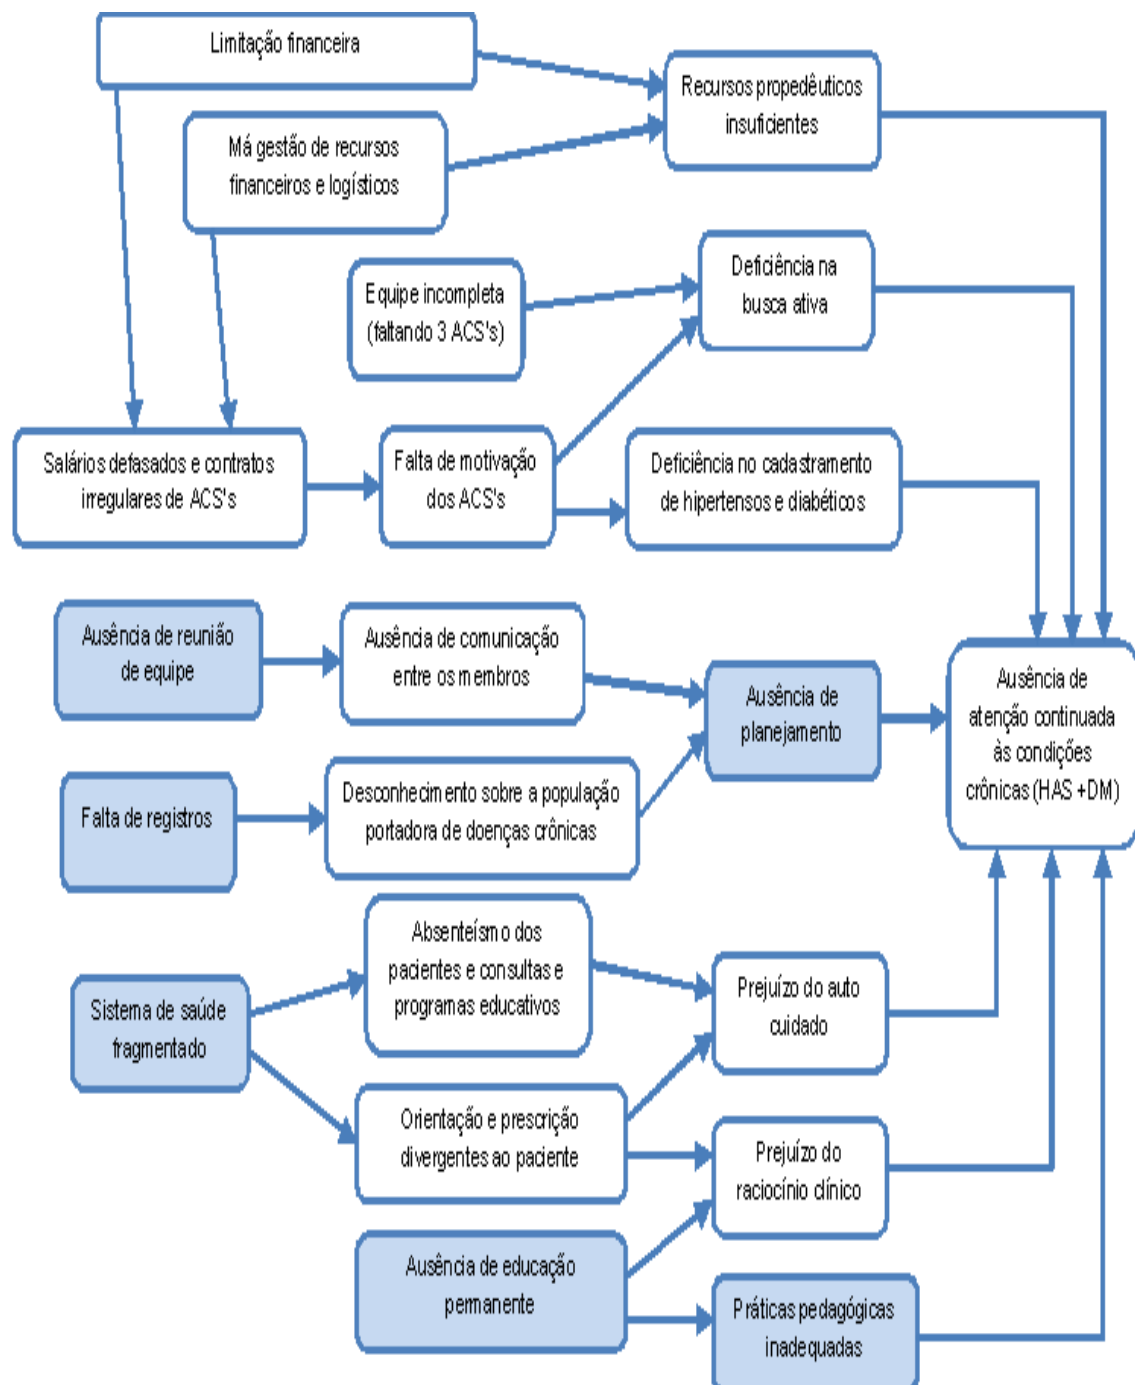 Limitação financeira
Recursos propedêuticos
insuficientes
Má gestão de recursos
financeiros e logísticos
Deficiência na
busca ativa
Equipe incompleta
(faltando 3 ACS's)
Salários defasados e contratos
irregulares de ACS's
Falta de motivação
dos ACS's
Deficiência no cadastramento
de hipertensos e diabéticos
Ausência de reunião
de equipe
Ausência de comunicação
entre os membros
Ausência de
planejamento
Ausência de
atenção continuada
às condições
crônicas (HAS +DM)
Falta de registros
Desconhecimento sobre a população
portadora de doenças crônicas
Absenteísmo dos
pacientes e consultas e
programas educativos
Sistema de saúde
fragmentado
Prejuízo do auto
cuidado
Orientação e prescrição
divergentes ao paciente
Prejuízo do
raciocínio clínico
Ausência de educação
permanente
Práticas pedagógicas
inadequadas